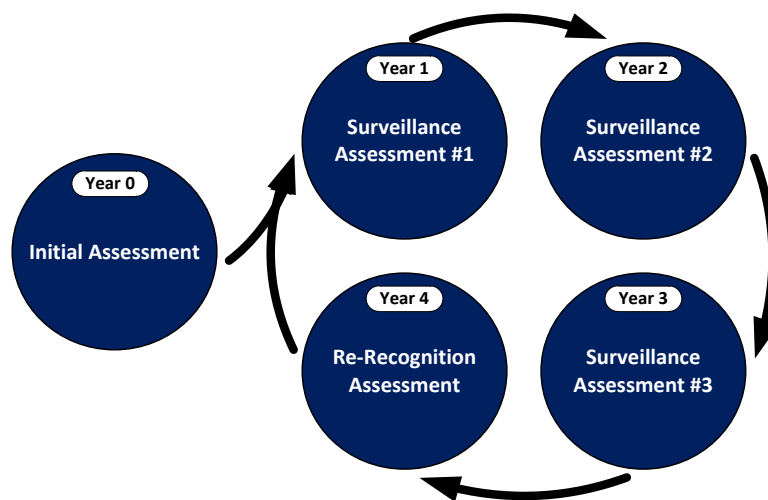 Year 0
Initial Assessment
Year 1
Surveillance
Assessment #1
Year 2
Surveillance
Assessment #2
Year 3
Surveillance
Assessment #3
Year 4
Re-Recognition
Assessment